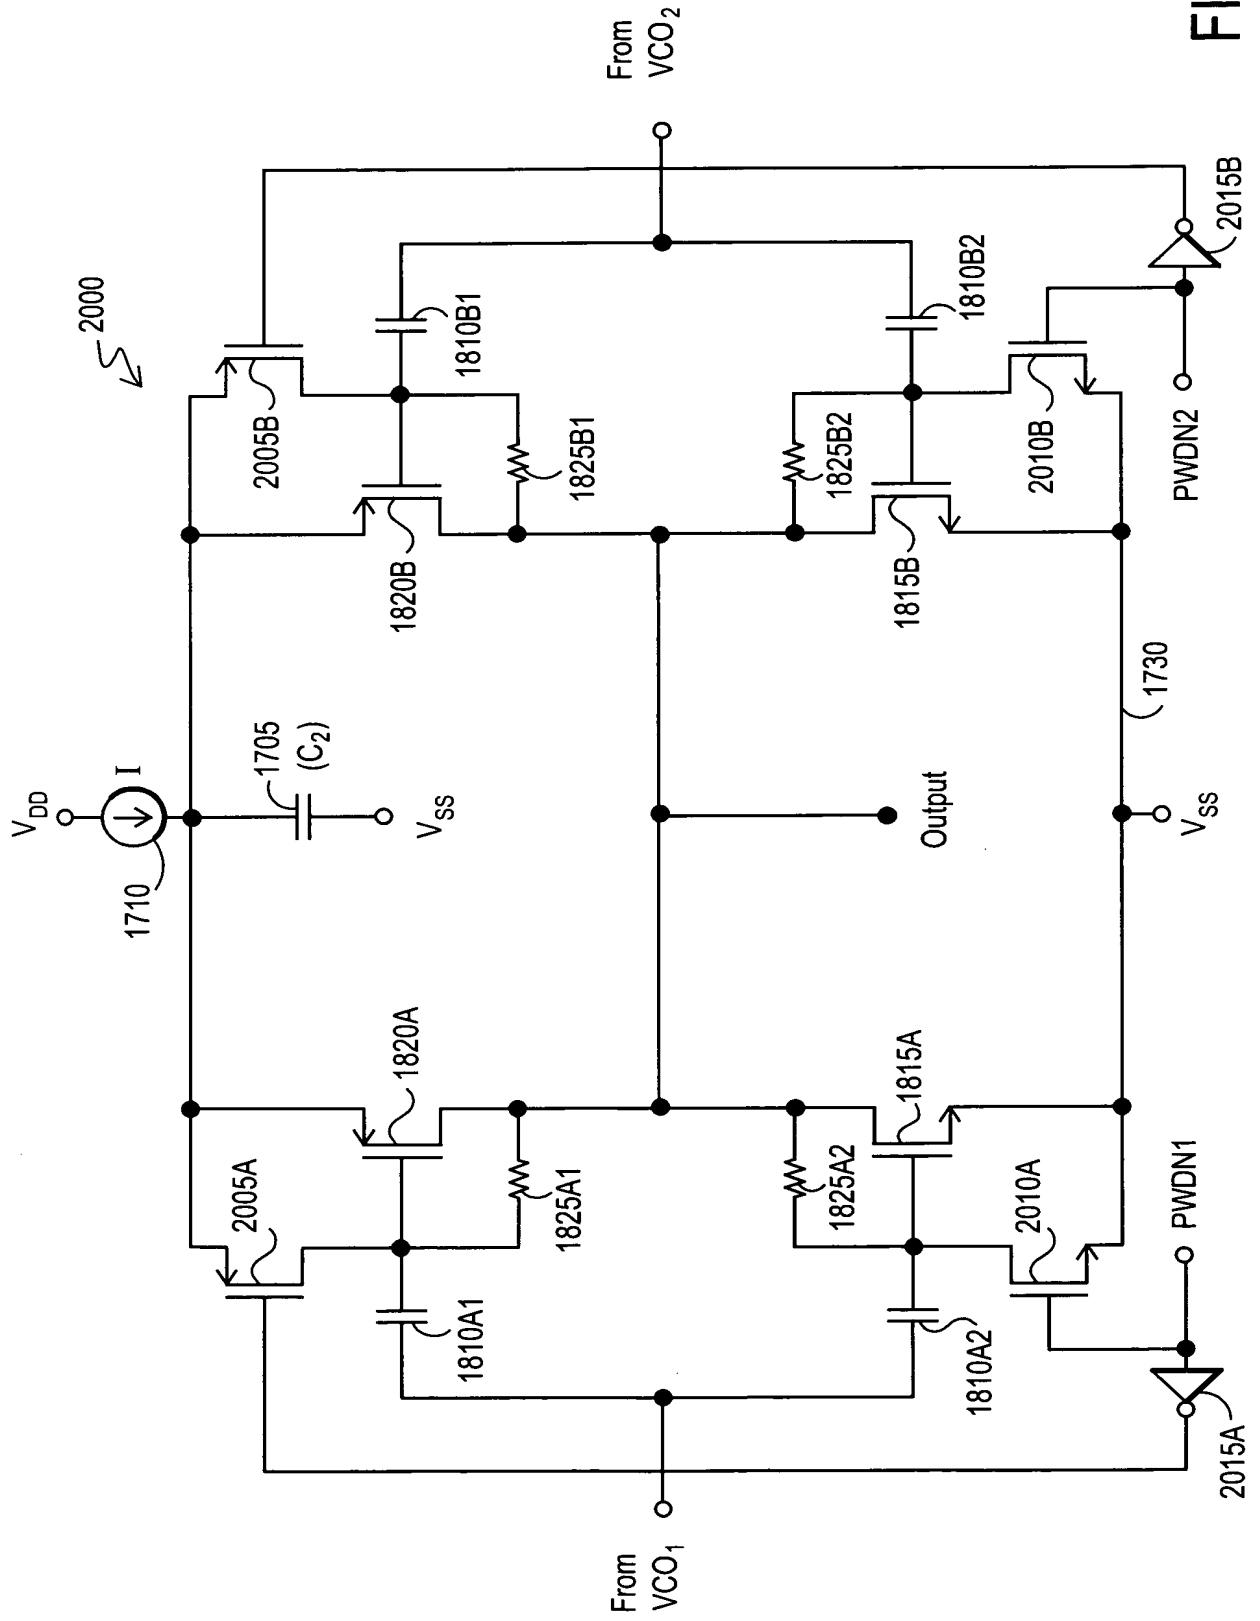 FI
2000
From
VCO2
VDD
I
1710
1705
(C2)
VSS
2005A
1820A
2005B
1820B
1810B1
1825B1
1825A1
1810A1
From
VCO1
Output
1825A2
1815A
1825B2
1815B
1810B2
1810A2
2010A
2010B
1730
VSS
PWDN1
PWDN2
2015A
2015B